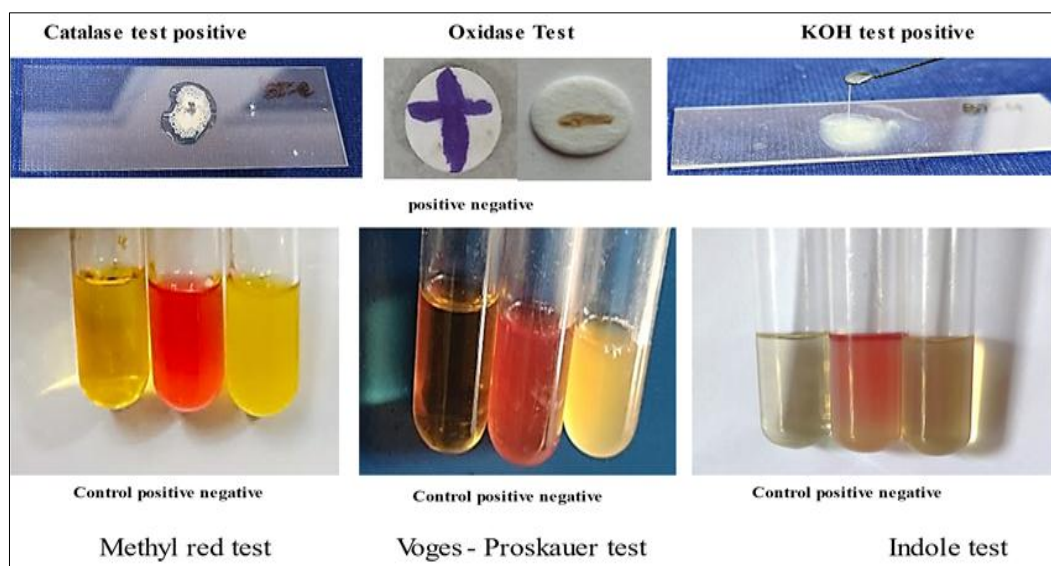 Catalase test positive
Oxidase Test
KOH test positive
positive negative
Control positive negative
Control positive negative
Control positive negative
Methyl red test
Voges - Proskauer test
Indole test